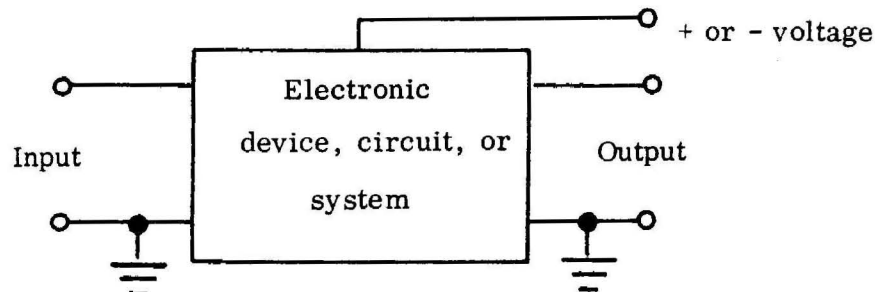 + or - voltage
Electronic
device, circuit, or
system
Input
Output